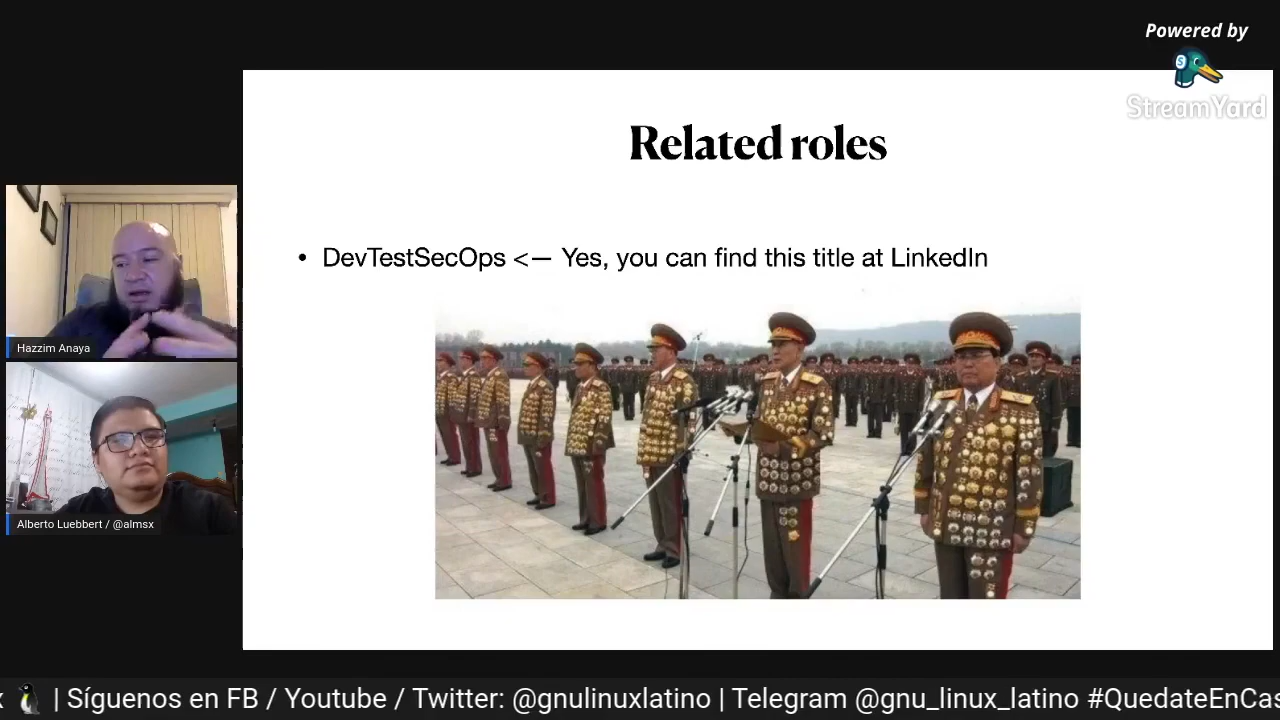 Powered by
StreamYard
Related roles
• DevTestSecOps <— Yes, you can find this title at LinkedIn
Hazzim Anaya
Alberto Luebbert / @almsx
| Síguenos en FB / Youtube / Twitter: @gnulinuxlatino | Telegram @gnu_linux_latino #QuedateEnCas